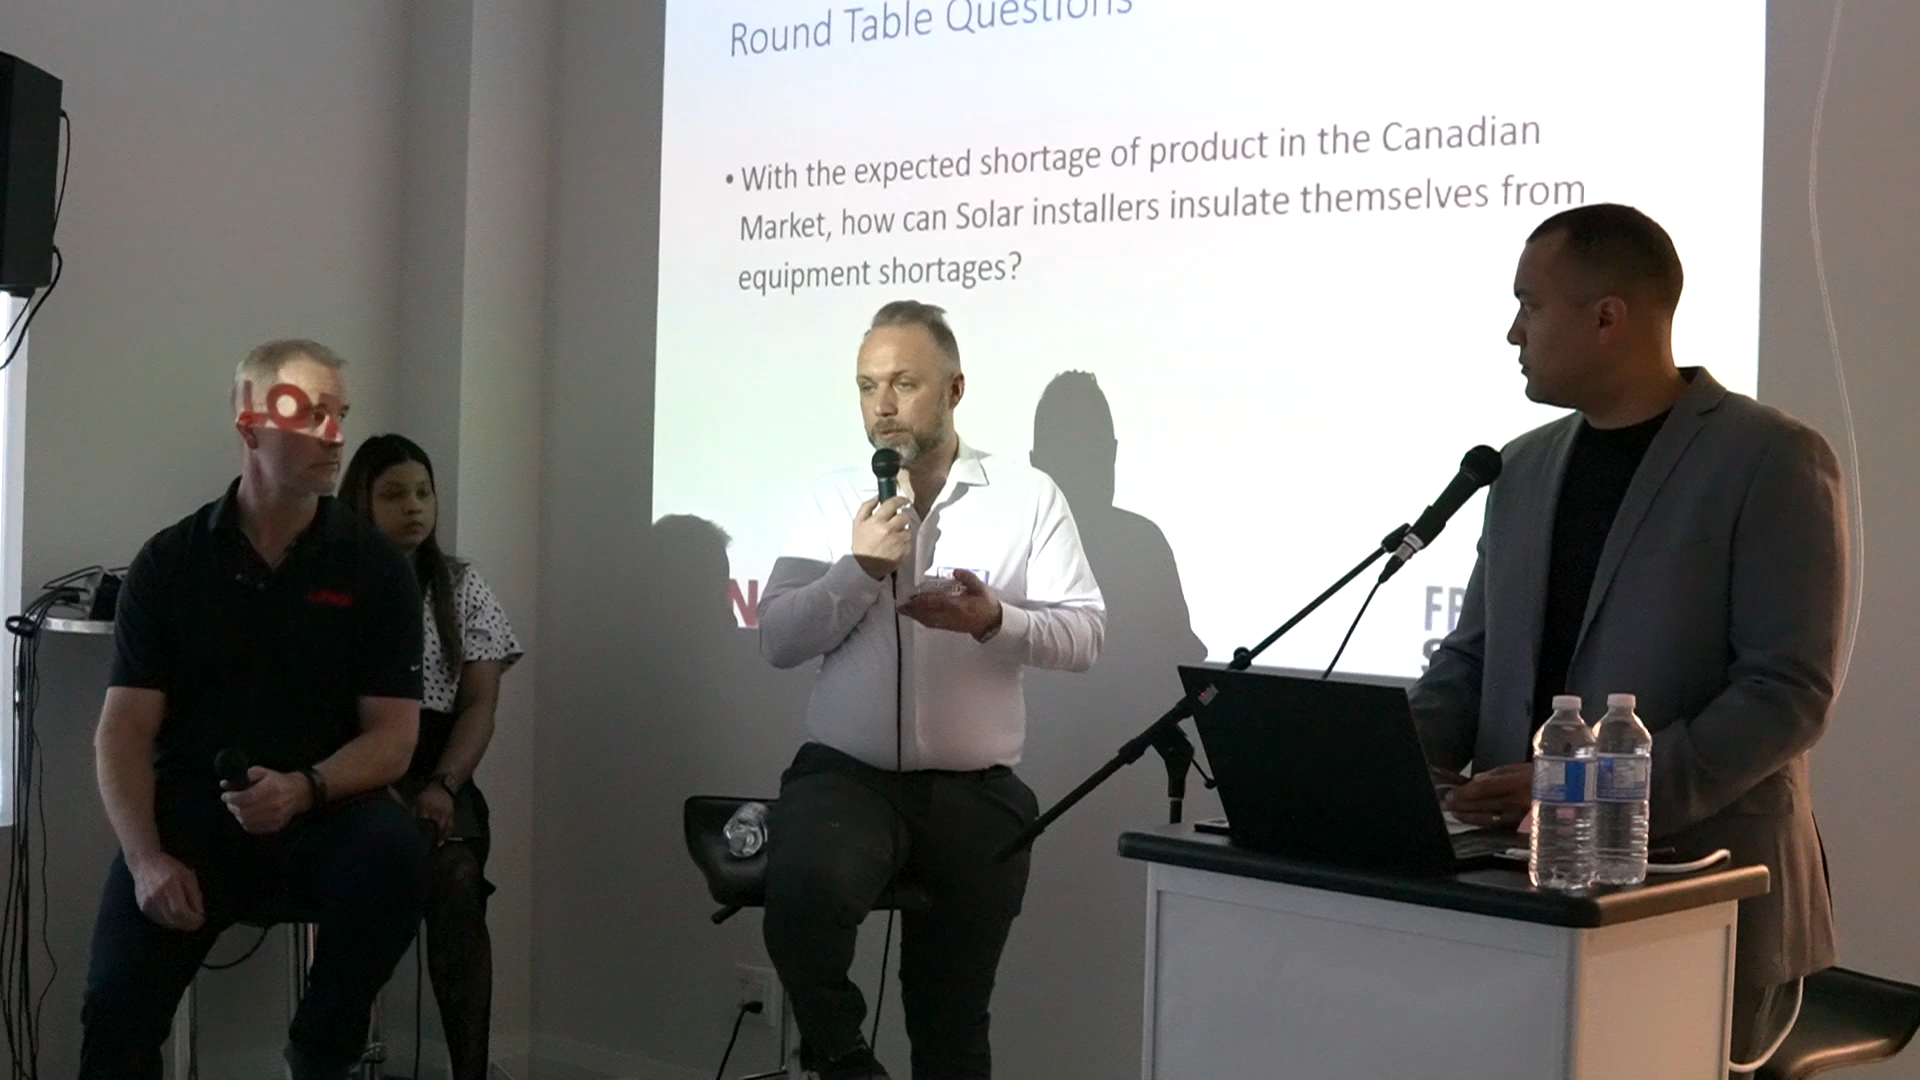 Round Table Questions
• With the expected shortage of product in the Canadian
Market, how can Solar installers insulate themselves from
equipment shortages?